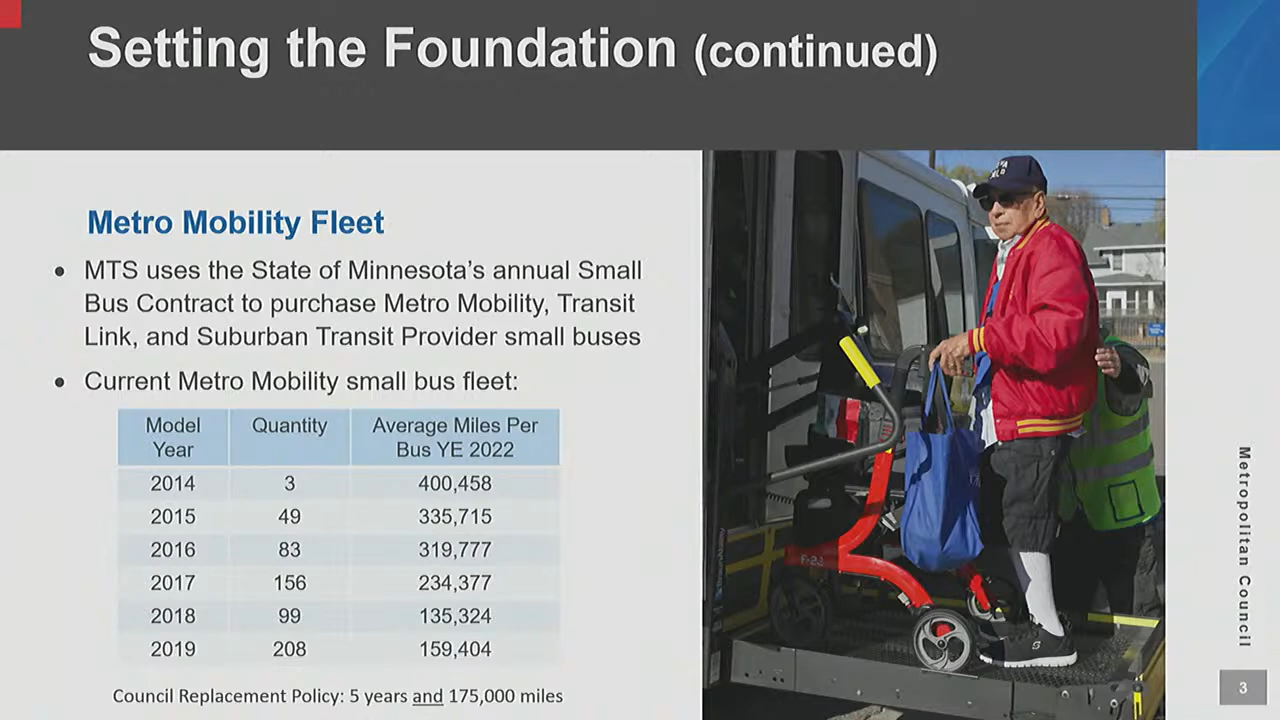 Setting the Foundation (continued)
Metro Mobility Fleet
• MTS uses the State of Minnesota's annual Small
Bus Contract to purchase Metro Mobility, Transit
Link, and Suburban Transit Provider small buses
• Current Metro Mobility small bus fleet:
Model Year Quantity Average Miles Per Bus YE 2022
2014 3 400,458
2015 49 335,715
2016 83 319,777
2017 156 234,377
2018 99 135,324
2019 208 159,404
Council Replacement Policy: 5 years and 175,000 miles
Metropolitan Council
3